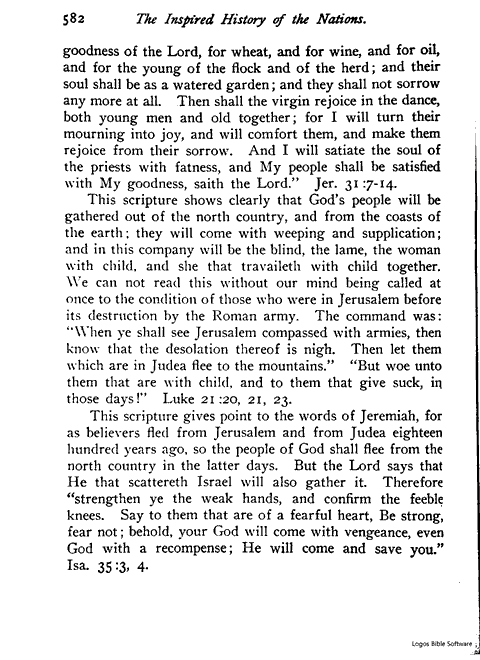 582 The Inspired History of the Nations.
goodness of the Lord, for wheat, and for wine, and for oil,
and for the young of the flock and of the herd; and their
soul shall be as a watered garden; and they shall not sorrow
any more at all. Then shall the virgin rejoice in the dance,
both young men and old together; for I will turn their
mourning into joy, and will comfort them, and make them
rejoice from their sorrow. And I will satiate the soul of
the priests with fatness, and My people shall be satisfied
with My goodness, saith the Lord." Jer. 31:7-14.
This scripture shows clearly that God's people will be
gathered out of the north country, and from the coasts of
the earth; they will come with weeping and supplication;
and in this company will be the blind, the lame, the woman
with child, and she that travaileth with child together.
We can not read this without our mind being called at
once to the condition of those who were in Jerusalem before
its destruction by the Roman army. The command was:
"When ye shall see Jerusalem compassed with armies, then
know that the desolation thereof is nigh. Then let them
which are in Judea flee to the mountains." "But woe unto
them that are with child, and to them that give suck, in
those days!" Luke 21:20, 21, 23.
This scripture gives point to the words of Jeremiah, for
as believers fled from Jerusalem and from Judea eighteen
hundred years ago, so the people of God shall flee from the
north country in the latter days. But the Lord says that
He that scattereth Israel will also gather it. Therefore
"strengthen ye the weak hands, and confirm the feeble
knees. Say to them that are of a fearful heart, Be strong,
fear not; behold, your God will come with vengeance, even
God with a recompense; He will come and save you."
Isa. 35:3, 4.
Logos Bible Software